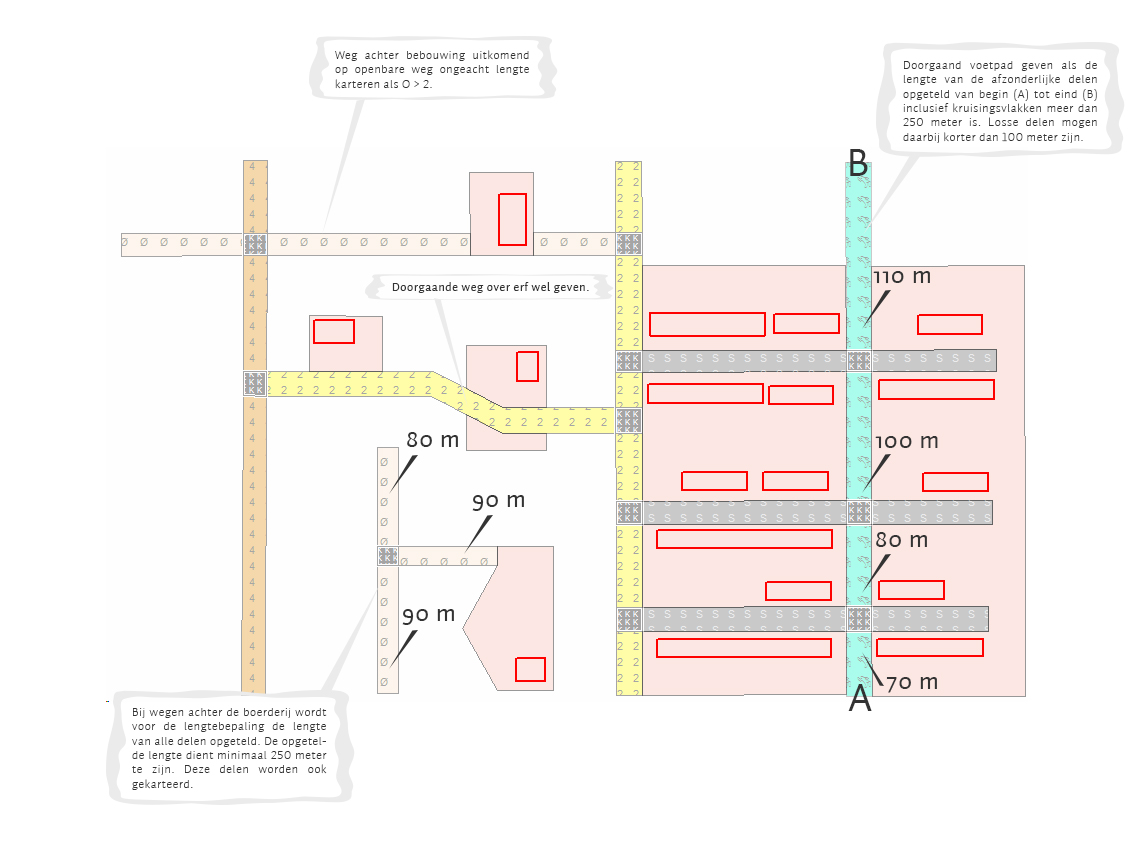 Weg achter bebouwing uitkomend
op openbare weg ongeacht lengte
karteren als O > 2.
Doorgaand voetpad geven als de
lengte van de afzonderlijke delen
opgeteld van begin (A) tot eind (B)
inclusief kruisingsvlakken meer dan
250 meter is. Losse delen mogen
daarbij korter dan 100 meter zijn.
B
110 m
Doorgaande weg over erf wel geven.
80 m
100 m
90 m
80 m
90 m
70 m
A
Bij wegen achter de boerderij wordt
voor de lengtebepaling de lengte
van alle delen opgeteld. De opgetel-
de lengte dient minimaal 250 meter
te zijn. Deze delen worden ook
gekarteerd.